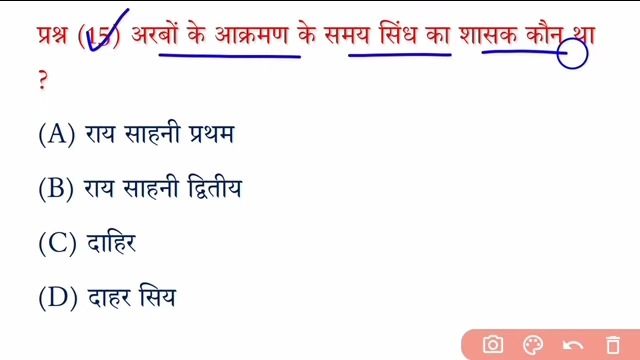 प्रश्न (15) अरबों के आक्रमण के समय सिंध का शासक कौन था
?
(A) राय साहनी प्रथम
(B) राय साहनी द्वितीय
(C) दाहिर
(D) दाहर सिय